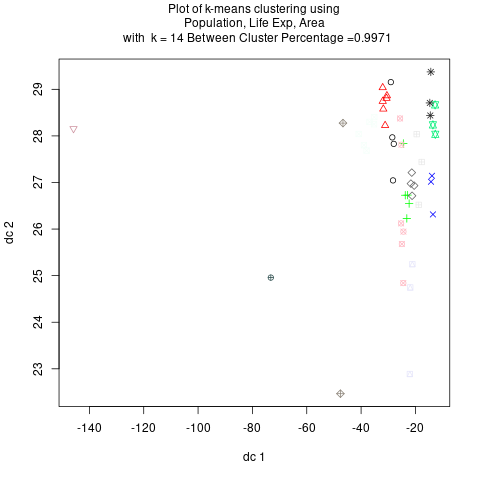 Plot of k-means clustering using
Population, Life Exp, Area
with  k = 14 Between Cluster Percentage =0.9971
29
28
27
26
25
24
23
dc 2
-140
-120
-100
-80
-60
-40
-20
dc 1